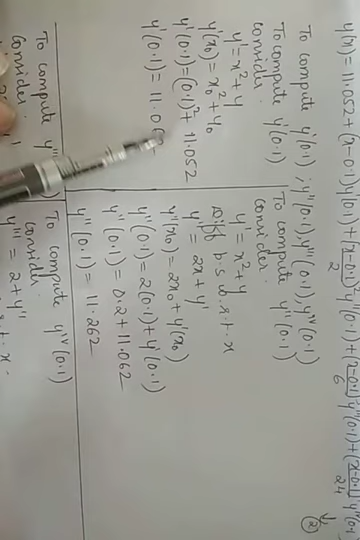 y(x) = 11.052 + (x-0.1)y'(0.1) + (x-0.1)² y''(0.1) + (x-0.1)³ y'''(0.1) + (x-0.1)⁴ y'ᵛ(0.1)
2 6 24
②
To compute y'(0.1) ; y''(0.1) y'''(0.1), y'ᵛ(0.1)
To compute y'(0.1)
consider.
y' = x² + y
y'(x₀) = x₀² + y₀
y'(0.1) = (0.1)² + 11.052
y'(0.1) = 11.0
To compute y''(0.1)
consider
y' = x² + y
Diff b.s w.r.t. x
y'' = 2x + y'
y''(x₀) = 2x₀ + y'(x₀)
y''(0.1) = 2(0.1) + y'(0.1)
y''(0.1) = 0.2 + 11.062
y''(0.1) = 11.262
To compute y'''
consider.
To compute y'ᵛ(0.1)
consider.
y''' = 2 + y''
x.